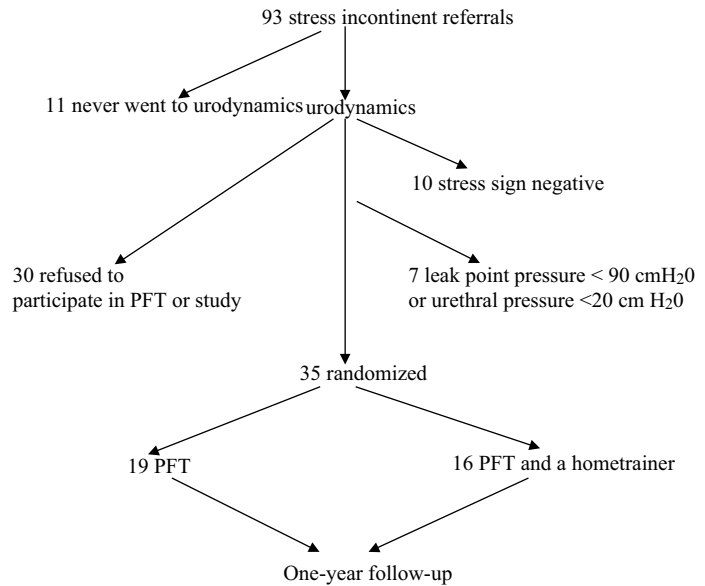 93 stress incontinent referrals
11 never went to urodynamics urodynamics
10 stress sign negative
30 refused to
participate in PFT or study
7 leak point pressure < 90 cmH20
or urethral pressure <20 cm H20
35 randomized
19 PFT
16 PFT and a hometrainer
One-year follow-up